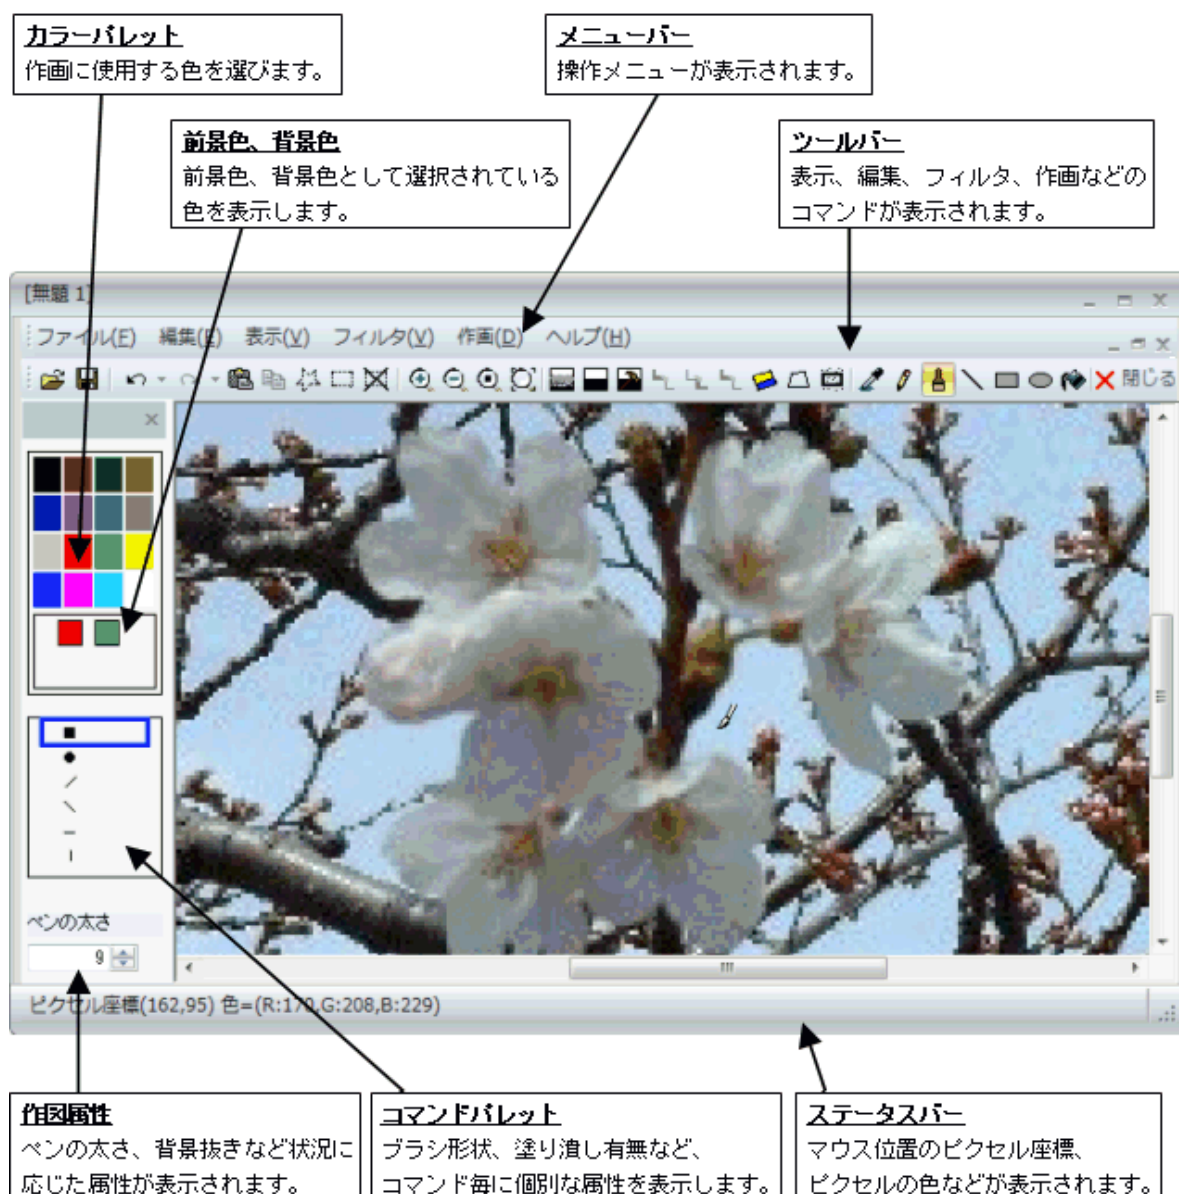 カラーパレット
作画に使用する色を選びます。
メニューバー
操作メニューが表示されます。
前景色、背景色
前景色、背景色として選択されている
色を表示します。
ツールバー
表示、編集、フィルタ、作画などの
コマンドが表示されます。
[無題 1]
ファイル(F) 編集(E) 表示(V) フィルタ(V) 作画(D) ヘルプ(H)
閉じる
ペンの太さ
9
ピクセル座標(162,95) 色=(R:170,G:208,B:229)
作図属性
ペンの太さ、背景抜きなど状況に
応じた属性が表示されます。
コマンドパレット
ブラシ形状、塗り潰し有無など、
コマンド毎に個別な属性を表示します。
ステータスバー
マウス位置のピクセル座標、
ピクセルの色などが表示されます。